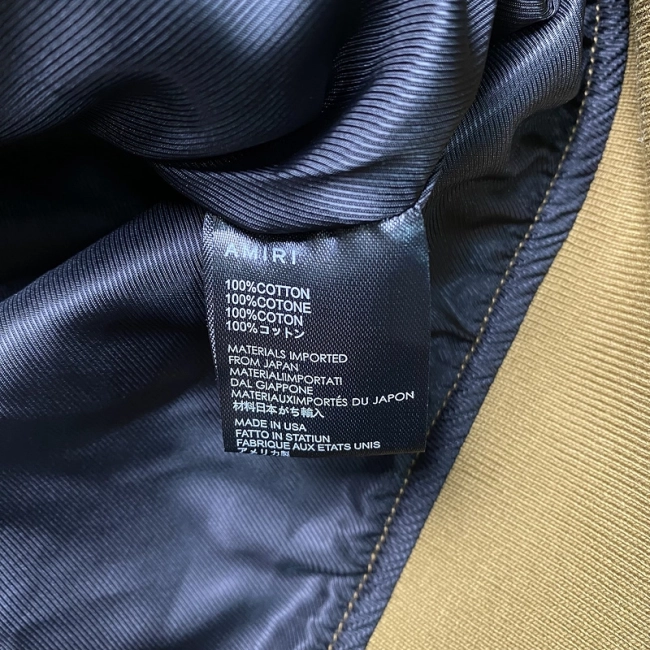 AMIRI
100%COTTON
100%COTONE
100%COTON
100%コットン
MATERIALS IMPORTED
FROM JAPAN
MATERIALIIMPORTATI
DAL GIAPPONE
MATERIAUXIMPORTÉS DU JAPON
材料日本がち輸入
MADE IN USA
FATTO IN STATIUN
FABRIQUE AUX ETATS UNIS
アメリカ製